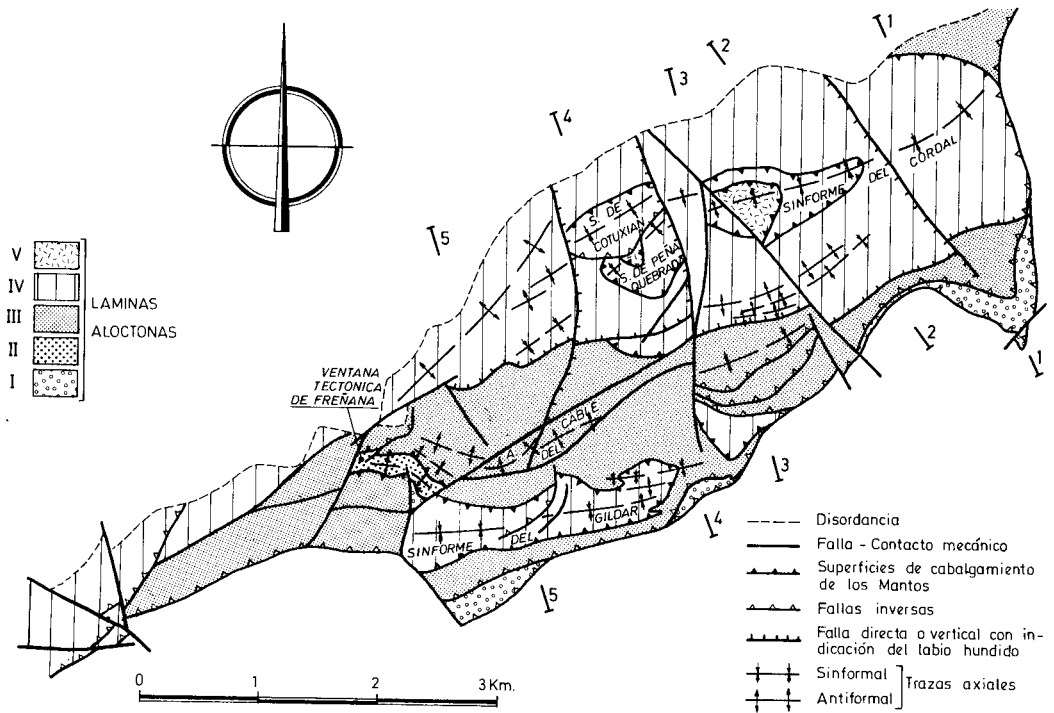 1
2
3
4
5
SINFORME DEL CORDAL
S. DE
COTUXIAN
S. DE PEÑA
QUEBRADA
V
IV
III
II
I
LAMINAS
ALOCTONAS
VENTANA
TECTÓNICA
DE FREÑANA
A. DEL CABLE
SINFORME DEL GILDAR
2
1
3
4
5
Disordancia
Falla - Contacto mecánico
Superficies de cabalgamiento
de los Mantos
Fallas inversas
Falla directa o vertical con in-
dicación del labio hundido
Sinformal
Antiformal
Trazas axiales
0 1 2 3 Km.